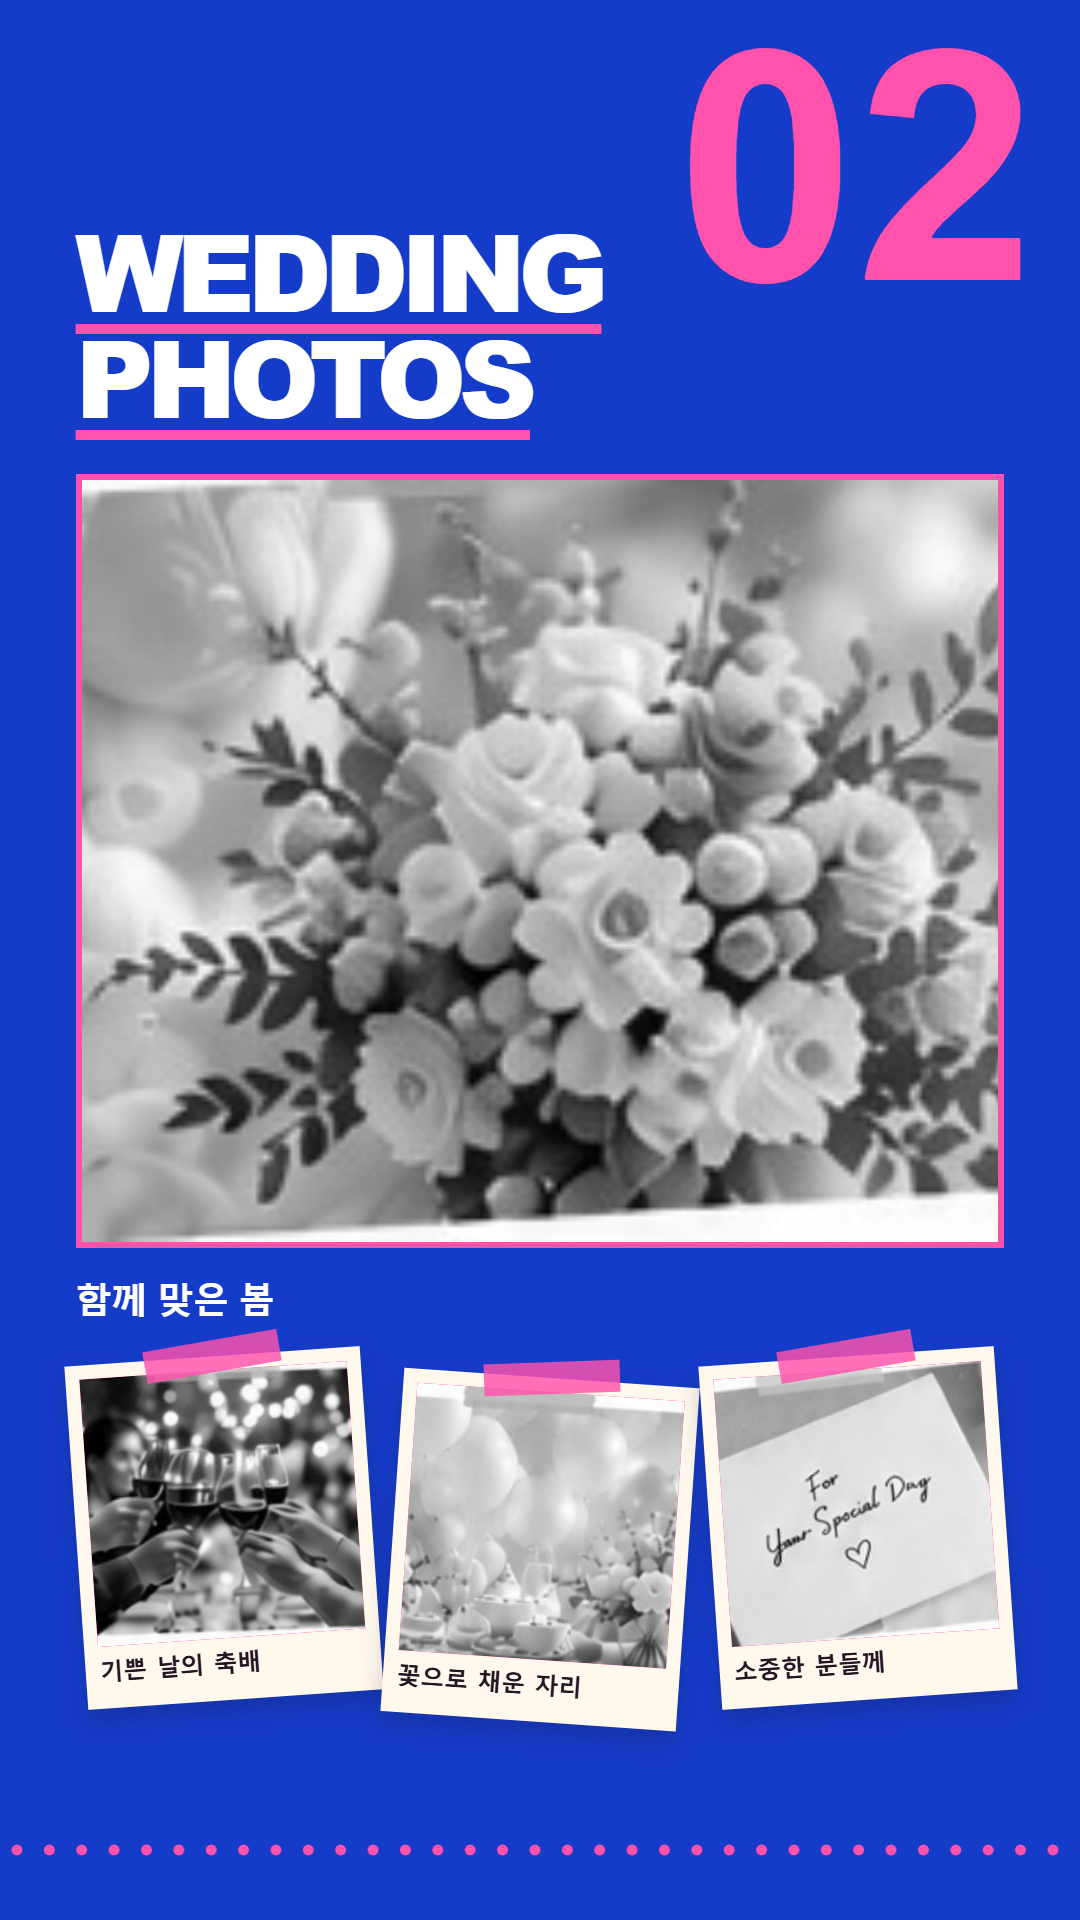 02
WEDDING
PHOTOS
함께 맞은 봄
For
Your Special Day
기쁜 날의 축배
꽃으로 채운 자리
소중한 분들께